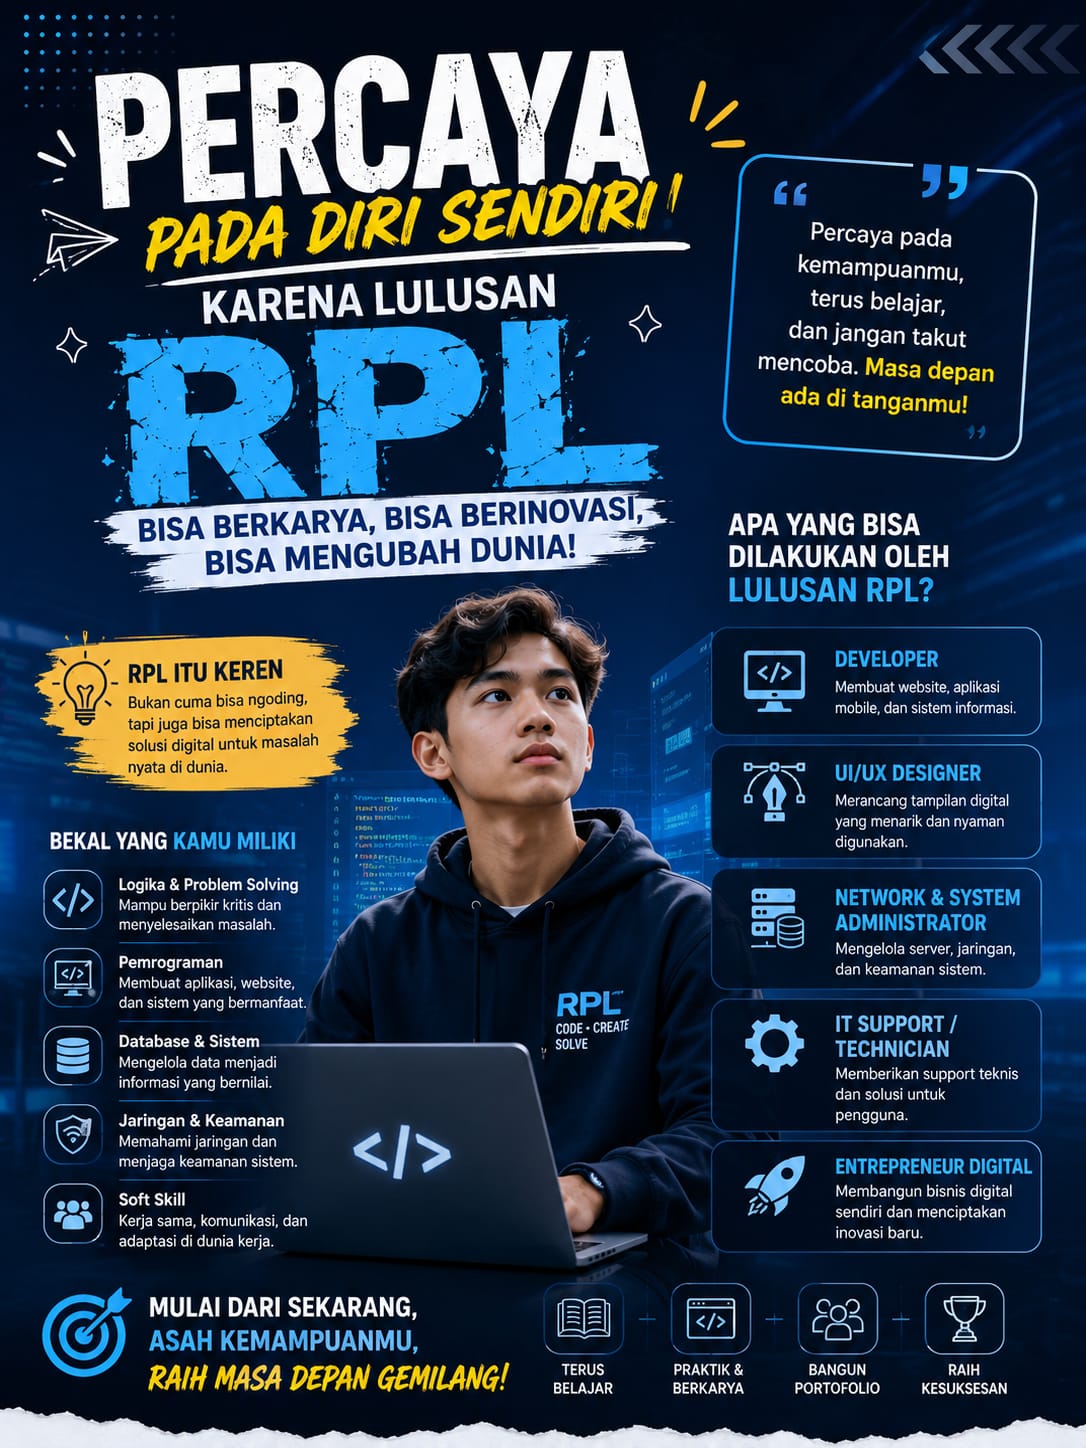 PERCAYA
PADA DIRI SENDIRI!
KARENA LULUSAN
RPL
BISA BERKARYA, BISA BERINOVASI,
BISA MENGUBAH DUNIA!
“
”
Percaya pada
kemampuanmu,
terus belajar,
dan jangan takut
mencoba. Masa depan
ada di tanganmu!
”
RPL ITU KEREN
Bukan cuma bisa ngoding,
tapi juga bisa menciptakan
solusi digital untuk masalah
nyata di dunia.
BEKAL YANG KAMU MILIKI
</>
Logika & Problem Solving
Mampu berpikir kritis dan
menyelesaikan masalah.
</>
Pemrograman
Membuat aplikasi, website,
dan sistem yang bermanfaat.
Database & Sistem
Mengelola data menjadi
informasi yang bernilai.
Jaringan & Keamanan
Memahami jaringan dan
menjaga keamanan sistem.
Soft Skill
Kerja sama, komunikasi, dan
adaptasi di dunia kerja.
RPL
CODE • CREATE
SOLVE
</>
APA YANG BISA
DILAKUKAN OLEH
LULUSAN RPL?
</>
DEVELOPER
Membuat website, aplikasi
mobile, dan sistem informasi.
UI/UX DESIGNER
Merancang tampilan digital
yang menarik dan nyaman
digunakan.
NETWORK & SYSTEM
ADMINISTRATOR
Mengelola server, jaringan,
dan keamanan sistem.
IT SUPPORT /
TECHNICIAN
Memberikan support teknis
dan solusi untuk
pengguna.
ENTREPRENEUR DIGITAL
Membangun bisnis digital
sendiri dan menciptakan
inovasi baru.
MULAI DARI SEKARANG,
ASAH KEMAMPUANMU,
RAIH MASA DEPAN GEMILANG!
TERUS
BELAJAR
</>
PRAKTIK &
BERKARYA
BANGUN
PORTOFOLIO
RAIH
KESUKSESAN